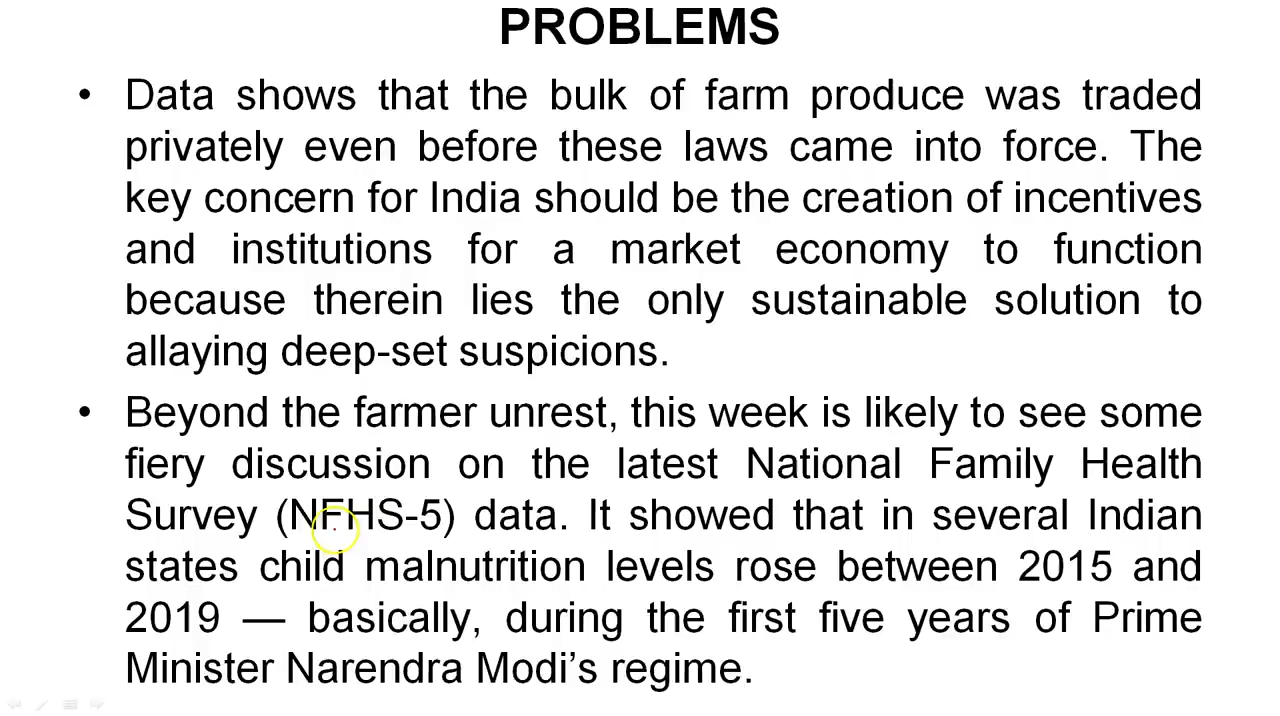 PROBLEMS
• Data shows that the bulk of farm produce was traded
privately even before these laws came into force. The
key concern for India should be the creation of incentives
and institutions for a market economy to function
because therein lies the only sustainable solution to
allaying deep-set suspicions.
• Beyond the farmer unrest, this week is likely to see some
fiery discussion on the latest National Family Health
Survey (NFHS-5) data. It showed that in several Indian
states child malnutrition levels rose between 2015 and
2019 — basically, during the first five years of Prime
Minister Narendra Modi’s regime.